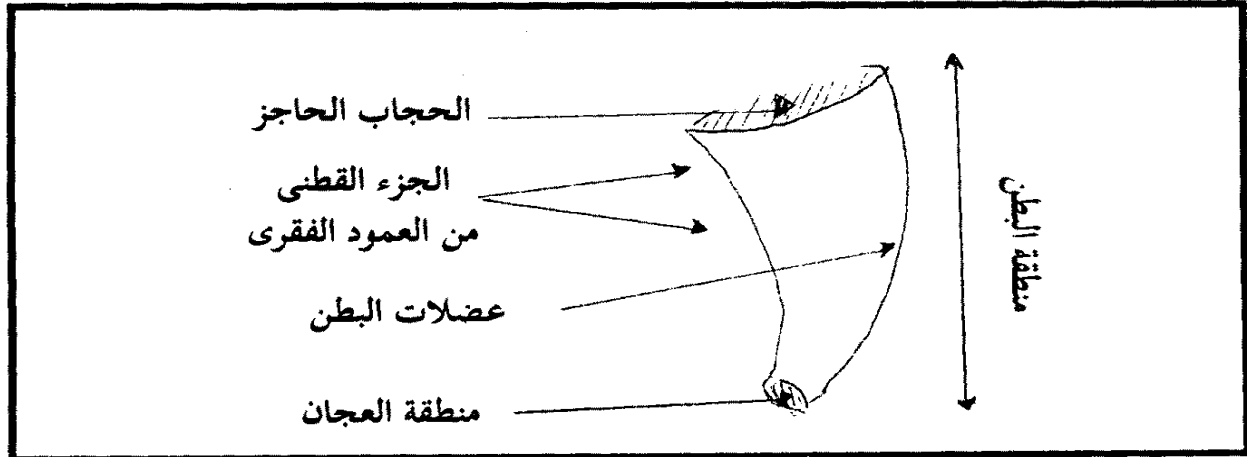 الحجاب الحاجز
الجزء القطنى
من العمود الفقرى
عضلات البطن
منطقة العجان
منطقة البطن